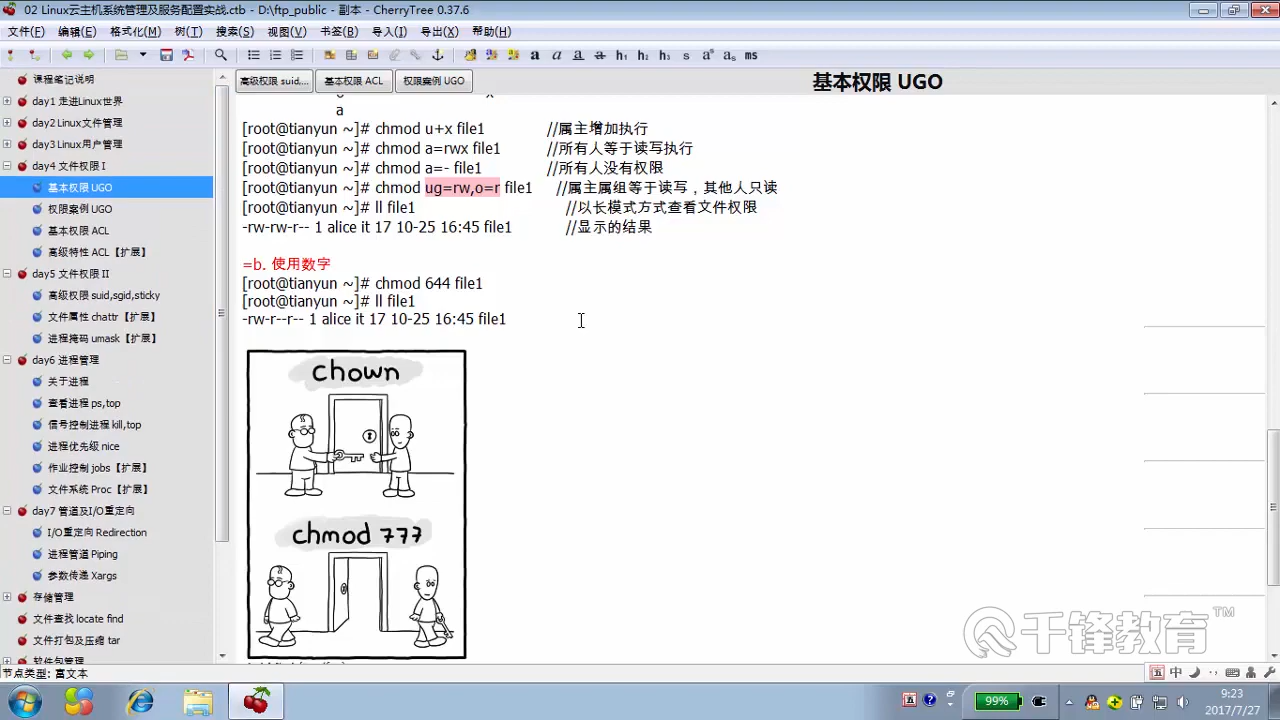 02 Linux云主机系统管理及服务配置实战.ctb - D:\ftp_public - 副本 - CherryTree 0.37.6
文件(F) 编辑(E) 格式化(M) 树(T) 搜索(S) 视图(V) 书签(B) 导入(I) 导出(X) 帮助(H)
a a a a h₁ h₂ h₃ s aˢ aₛ ms
课程笔记说明
day1 走进Linux世界
day2 Linux文件管理
day3 Linux用户管理
day4 文件权限 I
基本权限 UGO
权限案例 UGO
基本权限 ACL
高级特性 ACL【扩展】
day5 文件权限 II
高级权限 suid,sgid,sticky
文件属性 chattr【扩展】
进程掩码 umask【扩展】
day6 进程管理
关于进程
查看进程 ps,top
信号控制进程 kill,top
进程优先级 nice
作业控制 jobs【扩展】
文件系统 Proc【扩展】
day7 管道及I/O重定向
I/O重定向 Redirection
进程管道 Piping
参数传递 Xargs
存储管理
文件查找 locate find
文件打包及压缩 tar
软件包管理
节点类型: 富文本
高级权限 suid... 基本权限 ACL 权限案例 UGO
基本权限 UGO
a
[root@tianyun ~]# chmod u+x file1 //属主增加执行
[root@tianyun ~]# chmod a=rwx file1 //所有人等于读写执行
[root@tianyun ~]# chmod a=- file1 //所有人没有权限
[root@tianyun ~]# chmod ug=rw,o=r file1 //属主属组等于读写，其他人只读
[root@tianyun ~]# ll file1 //以长模式方式查看文件权限
-rw-rw-r-- 1 alice it 17 10-25 16:45 file1 //显示的结果
=b. 使用数字
[root@tianyun ~]# chmod 644 file1
[root@tianyun ~]# ll file1
-rw-r--r-- 1 alice it 17 10-25 16:45 file1
chown
chmod 777
千锋教育™
五 中
99%
9:23
2017/7/27